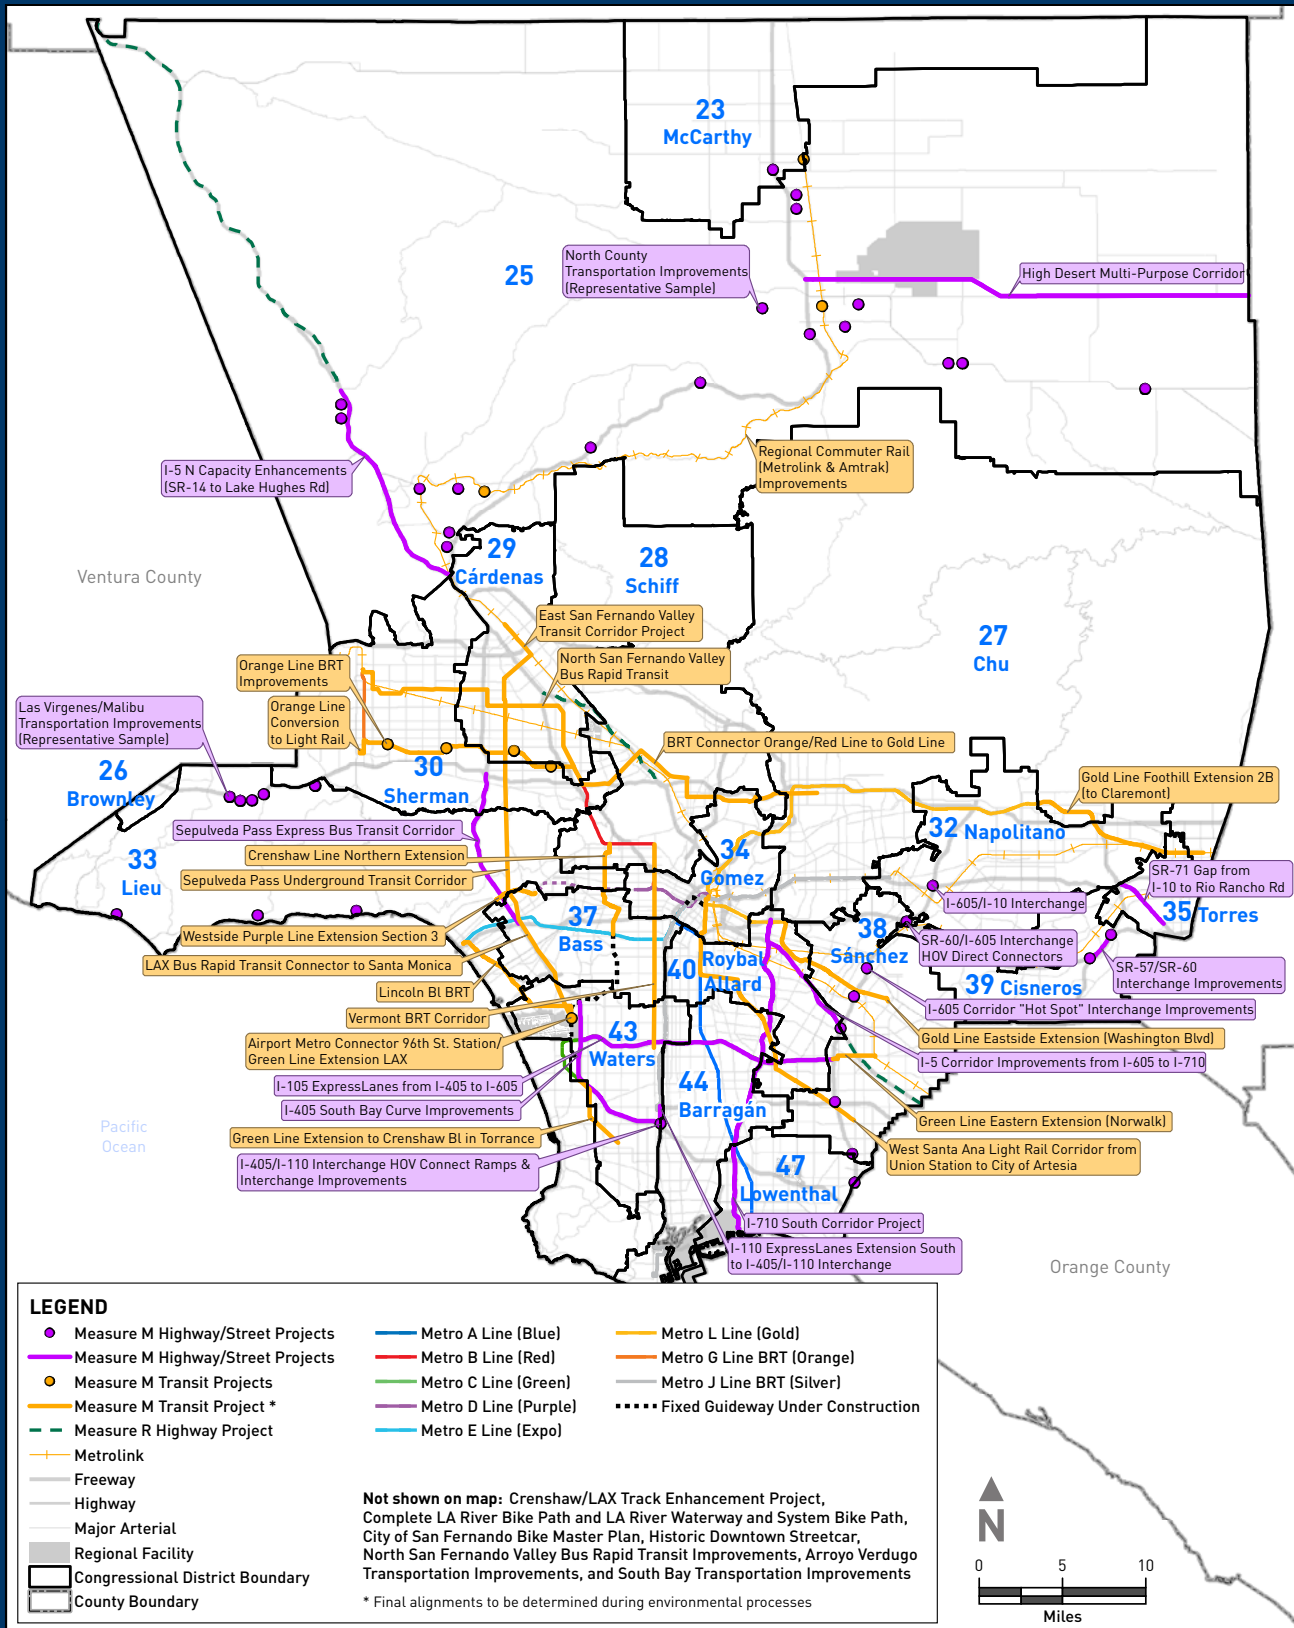 23
McCarthy
25
North County
Transportation Improvements
(Representative Sample)
High Desert Multi-Purpose Corridor
Regional Commuter Rail
(Metrolink & Amtrak)
Improvements
I-5 N Capacity Enhancements
(SR-14 to Lake Hughes Rd)
29
Cárdenas
28
Schiff
Ventura County
27
Chu
East San Fernando Valley
Transit Corridor Project
North San Fernando Valley
Bus Rapid Transit
Orange Line BRT
Improvements
Orange Line
Conversion
to Light Rail
Las Virgenes/Malibu
Transportation Improvements
(Representative Sample)
BRT Connector Orange/Red Line to Gold Line
26
Brownley
30
Sherman
Gold Line Foothill Extension 2B
(to Claremont)
Sepulveda Pass Express Bus Transit Corridor
32 Napolitano
33
Lieu
Crenshaw Line Northern Extension
34
Gomez
Sepulveda Pass Underground Transit Corridor
SR-71 Gap from
I-10 to Rio Rancho Rd
I-605/I-10 Interchange
35 Torres
37
Bass
38
Sánchez
Westside Purple Line Extension Section 3
SR-60/I-605 Interchange
HOV Direct Connectors
LAX Bus Rapid Transit Connector to Santa Monica
40
Roybal
Allard
SR-57/SR-60
Interchange Improvements
39 Cisneros
Lincoln Bl BRT
I-605 Corridor "Hot Spot" Interchange Improvements
Vermont BRT Corridor
43
Waters
Gold Line Eastside Extension (Washington Blvd)
Airport Metro Connector 96th St. Station/
Green Line Extension LAX
I-5 Corridor Improvements from I-605 to I-710
I-105 ExpressLanes from I-405 to I-605
44
Barragán
I-405 South Bay Curve Improvements
Green Line Eastern Extension (Norwalk)
Pacific
Ocean
Green Line Extension to Crenshaw Bl in Torrance
West Santa Ana Light Rail Corridor from
Union Station to City of Artesia
I-405/I-110 Interchange HOV Connect Ramps &
Interchange Improvements
47
Lowenthal
I-710 South Corridor Project
I-110 ExpressLanes Extension South
to I-405/I-110 Interchange
Orange County
LEGEND
Measure M Highway/Street Projects
Measure M Highway/Street Projects
Measure M Transit Projects
Measure M Transit Project *
Measure R Highway Project
Metrolink
Freeway
Highway
Major Arterial
Regional Facility
Congressional District Boundary
County Boundary
Metro A Line (Blue)
Metro B Line (Red)
Metro C Line (Green)
Metro D Line (Purple)
Metro E Line (Expo)
Metro L Line (Gold)
Metro G Line BRT (Orange)
Metro J Line BRT (Silver)
Fixed Guideway Under Construction
Not shown on map: Crenshaw/LAX Track Enhancement Project,
Complete LA River Bike Path and LA River Waterway and System Bike Path,
City of San Fernando Bike Master Plan, Historic Downtown Streetcar,
North San Fernando Valley Bus Rapid Transit Improvements, Arroyo Verdugo
Transportation Improvements, and South Bay Transportation Improvements
* Final alignments to be determined during environmental processes
N
0 5 10
Miles